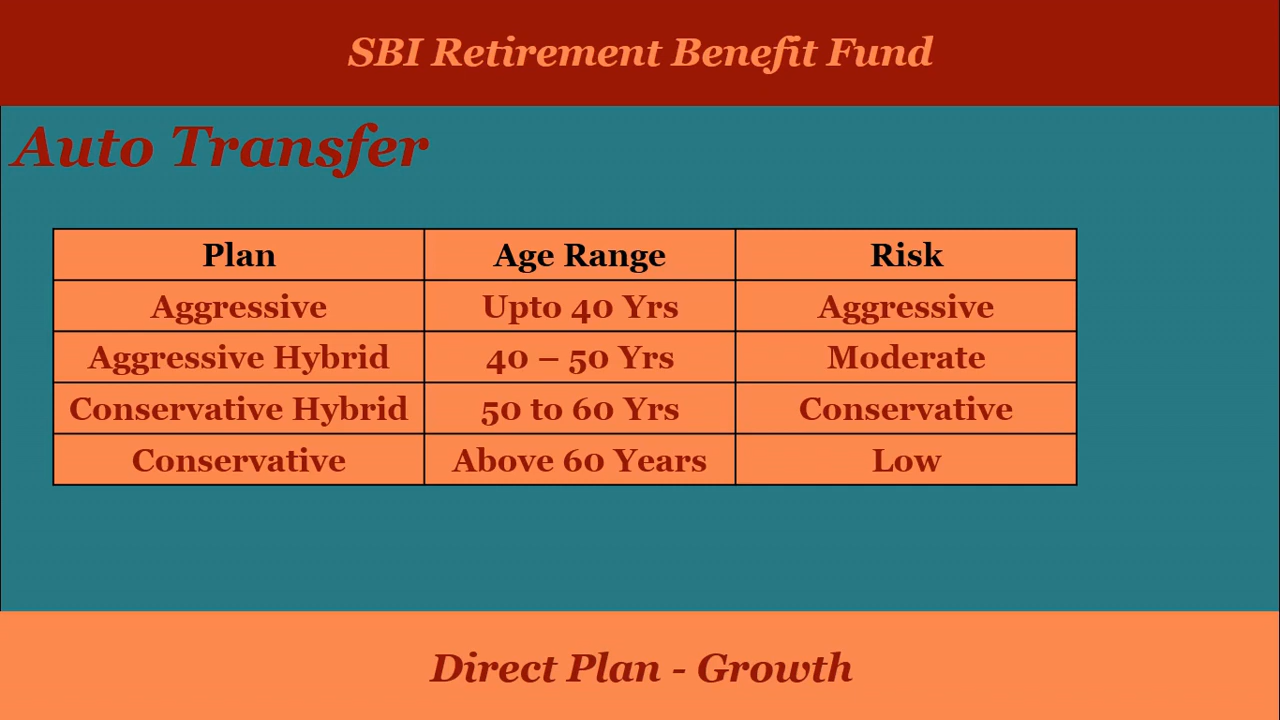 SBI Retirement Benefit Fund
Auto Transfer
Plan Age Range Risk
Aggressive Upto 40 Yrs Aggressive
Aggressive Hybrid 40 – 50 Yrs Moderate
Conservative Hybrid 50 to 60 Yrs Conservative
Conservative Above 60 Years Low
Direct Plan - Growth